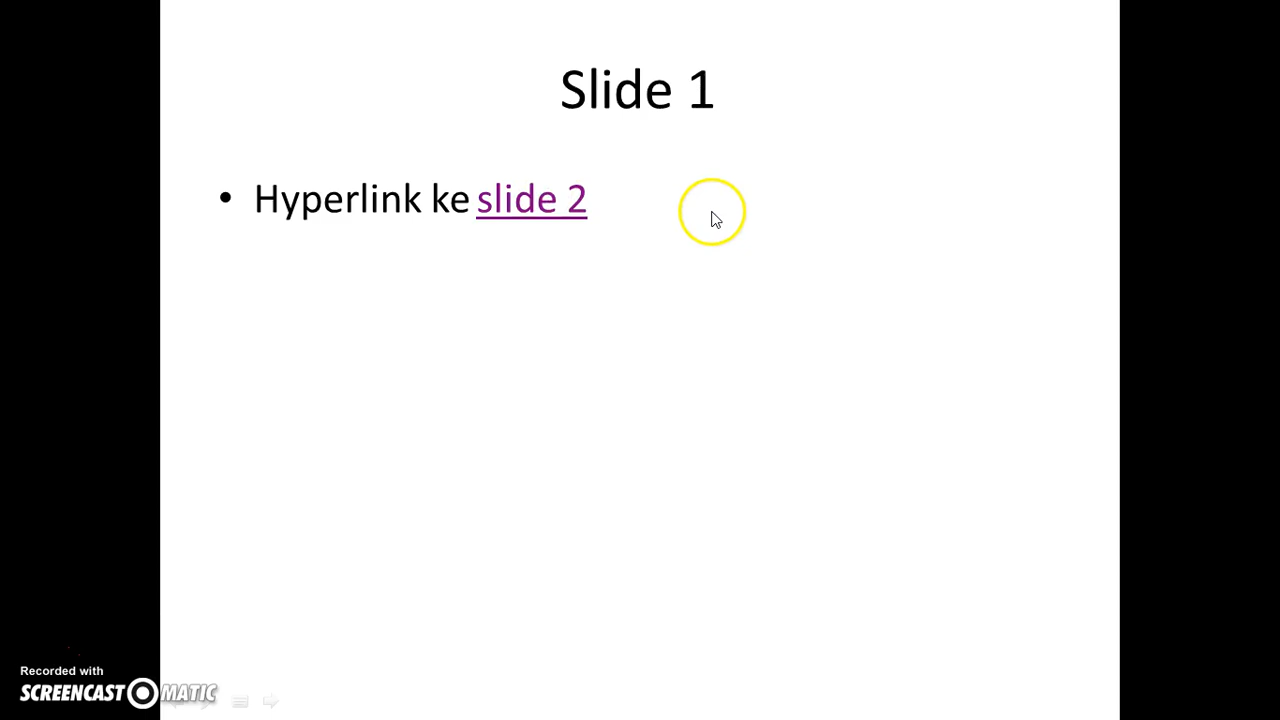 Slide 1
• Hyperlink ke slide 2
Recorded with
SCREENCAST MATIC